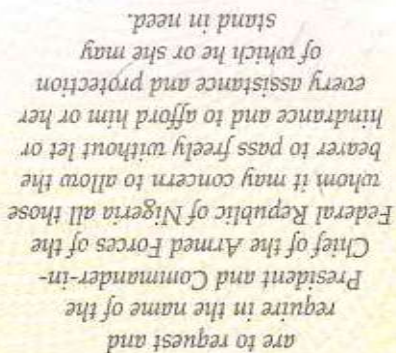 are to request and
require in the name of the
President and Commander-in-
Chief of the Armed Forces of the
Federal Republic of Nigeria all those
whom it may concern to allow the
bearer to pass freely without let or
hindrance and to afford him or her
every assistance and protection
of which he or she may
stand in need.